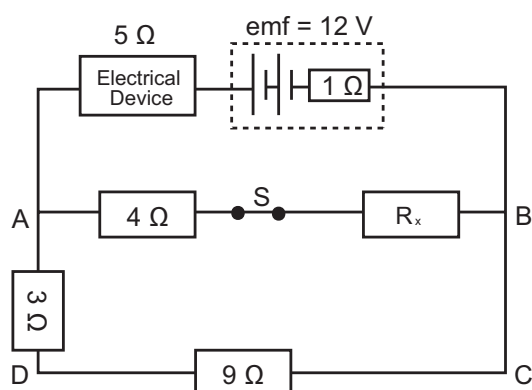 5 Ω
emf = 12 V
Electrical
Device
1 Ω
A
4 Ω
S
Rₓ
B
3 Ω
D
9 Ω
C